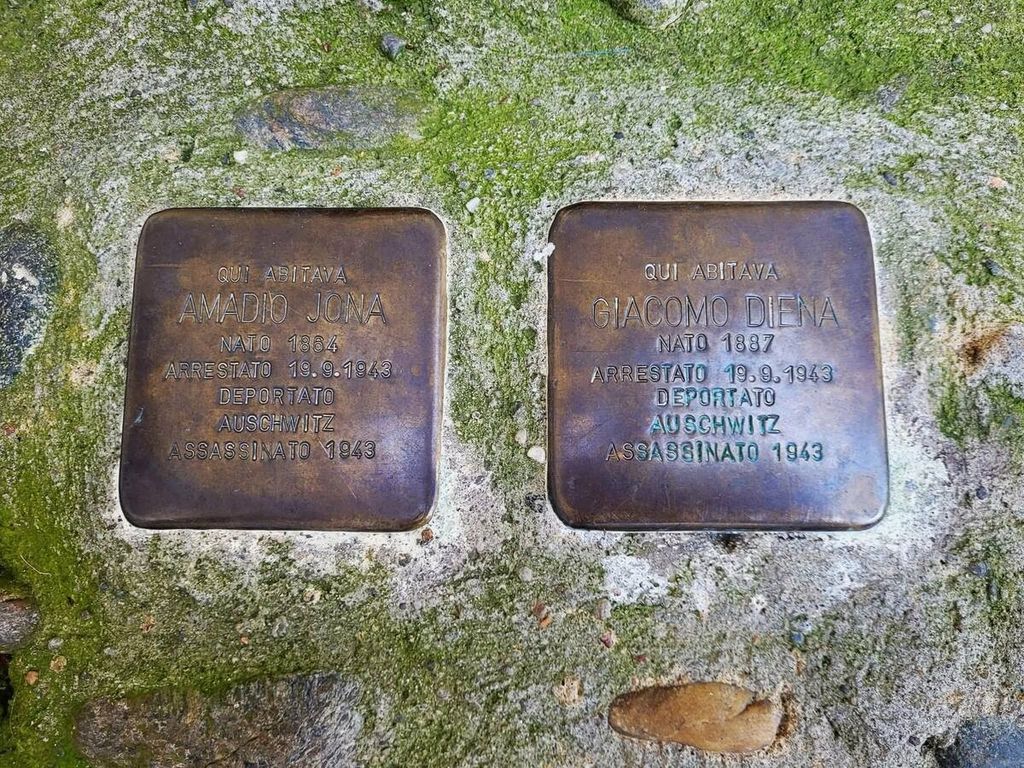 QUI ABITAVA
AMADIO JONA
NATO 1864
ARRESTATO 19.9.1943
DEPORTATO
AUSCHWITZ
ASSASSINATO 1943
QUI ABITAVA
GIACOMO DIENA
NATO 1887
ARRESTATO 19.9.1943
DEPORTATO
AUSCHWITZ
ASSASSINATO 1943